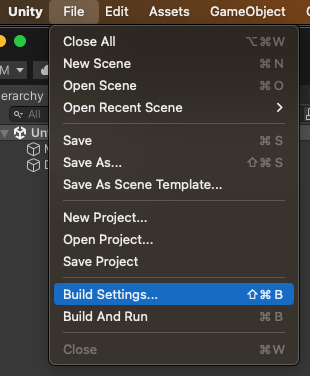 Unity File Edit Assets GameObject
Close All ⌥⌘W
M
New Scene ⌘N
Open Scene ⌘O
erarchy
Open Recent Scene >
All
Save ⌘S
Save As... ⇧⌘S
Save As Scene Template...
New Project...
Open Project...
Save Project
Build Settings... ⇧⌘B
Build And Run ⌘B
Close ⌘W